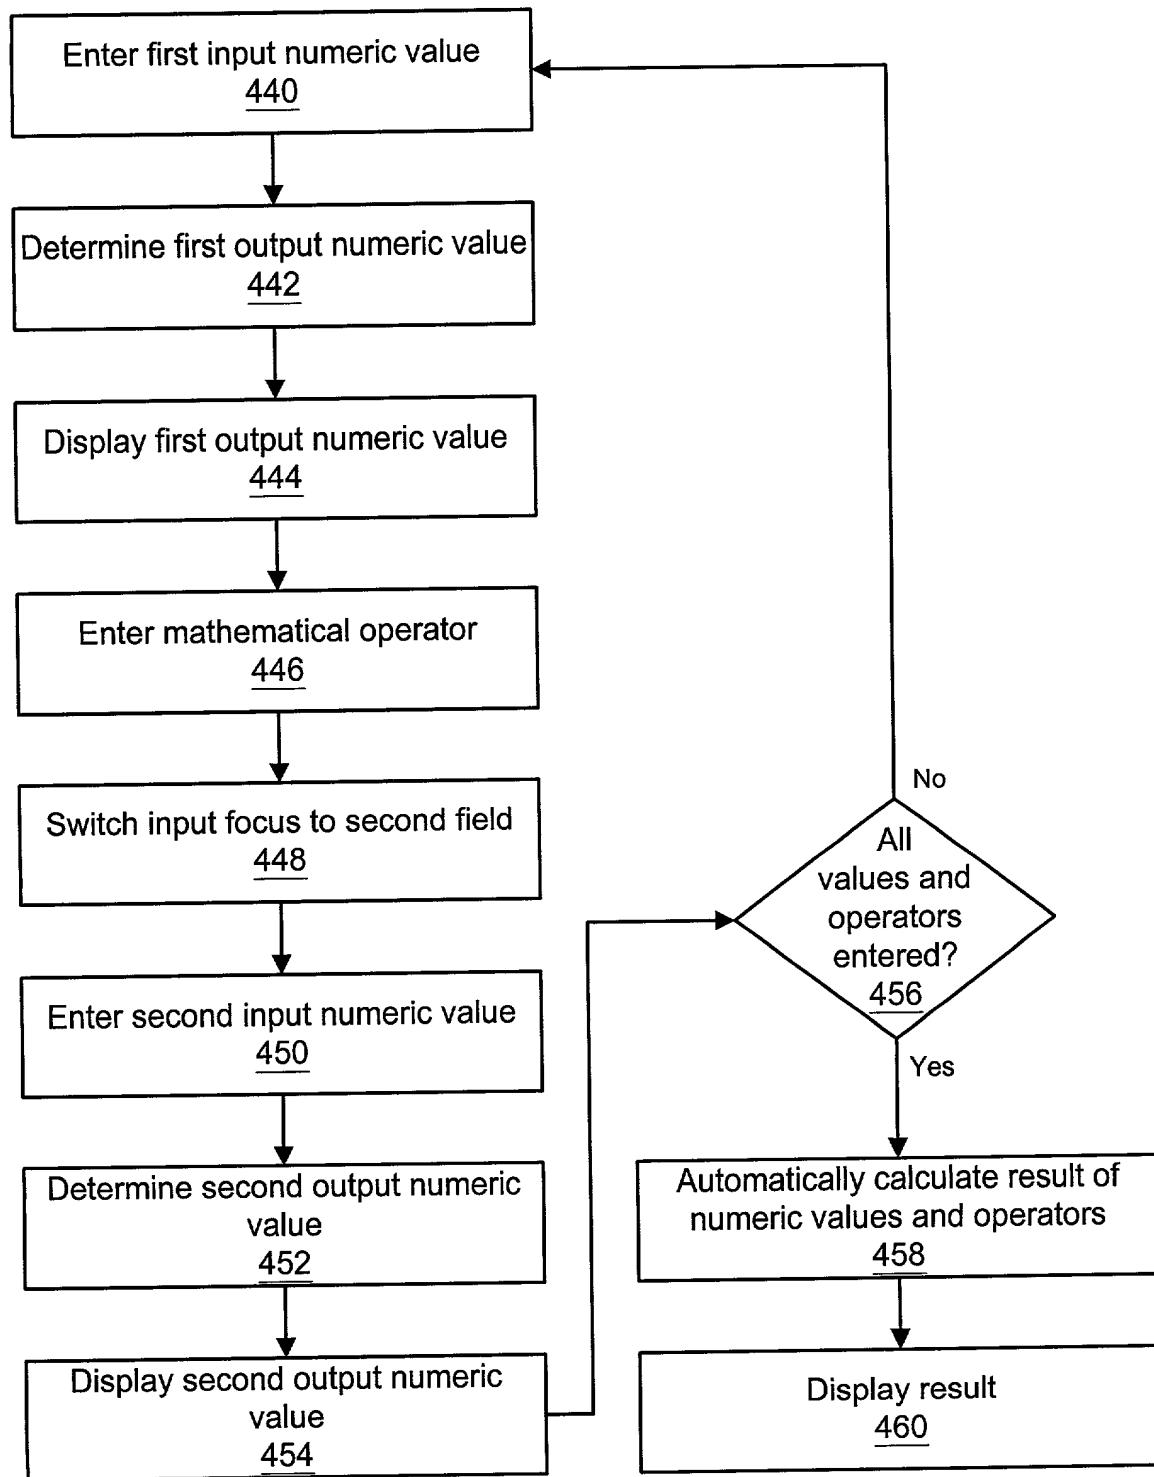 Enter first input numeric value
440
Determine first output numeric value
442
Display first output numeric value
444
Enter mathematical operator
446
Switch input focus to second field
448
Enter second input numeric value
450
Determine second output numeric
value
452
Display second output numeric
value
454
No
All
values and
operators
entered?
456
Yes
Automatically calculate result of
numeric values and operators
458
Display result
460